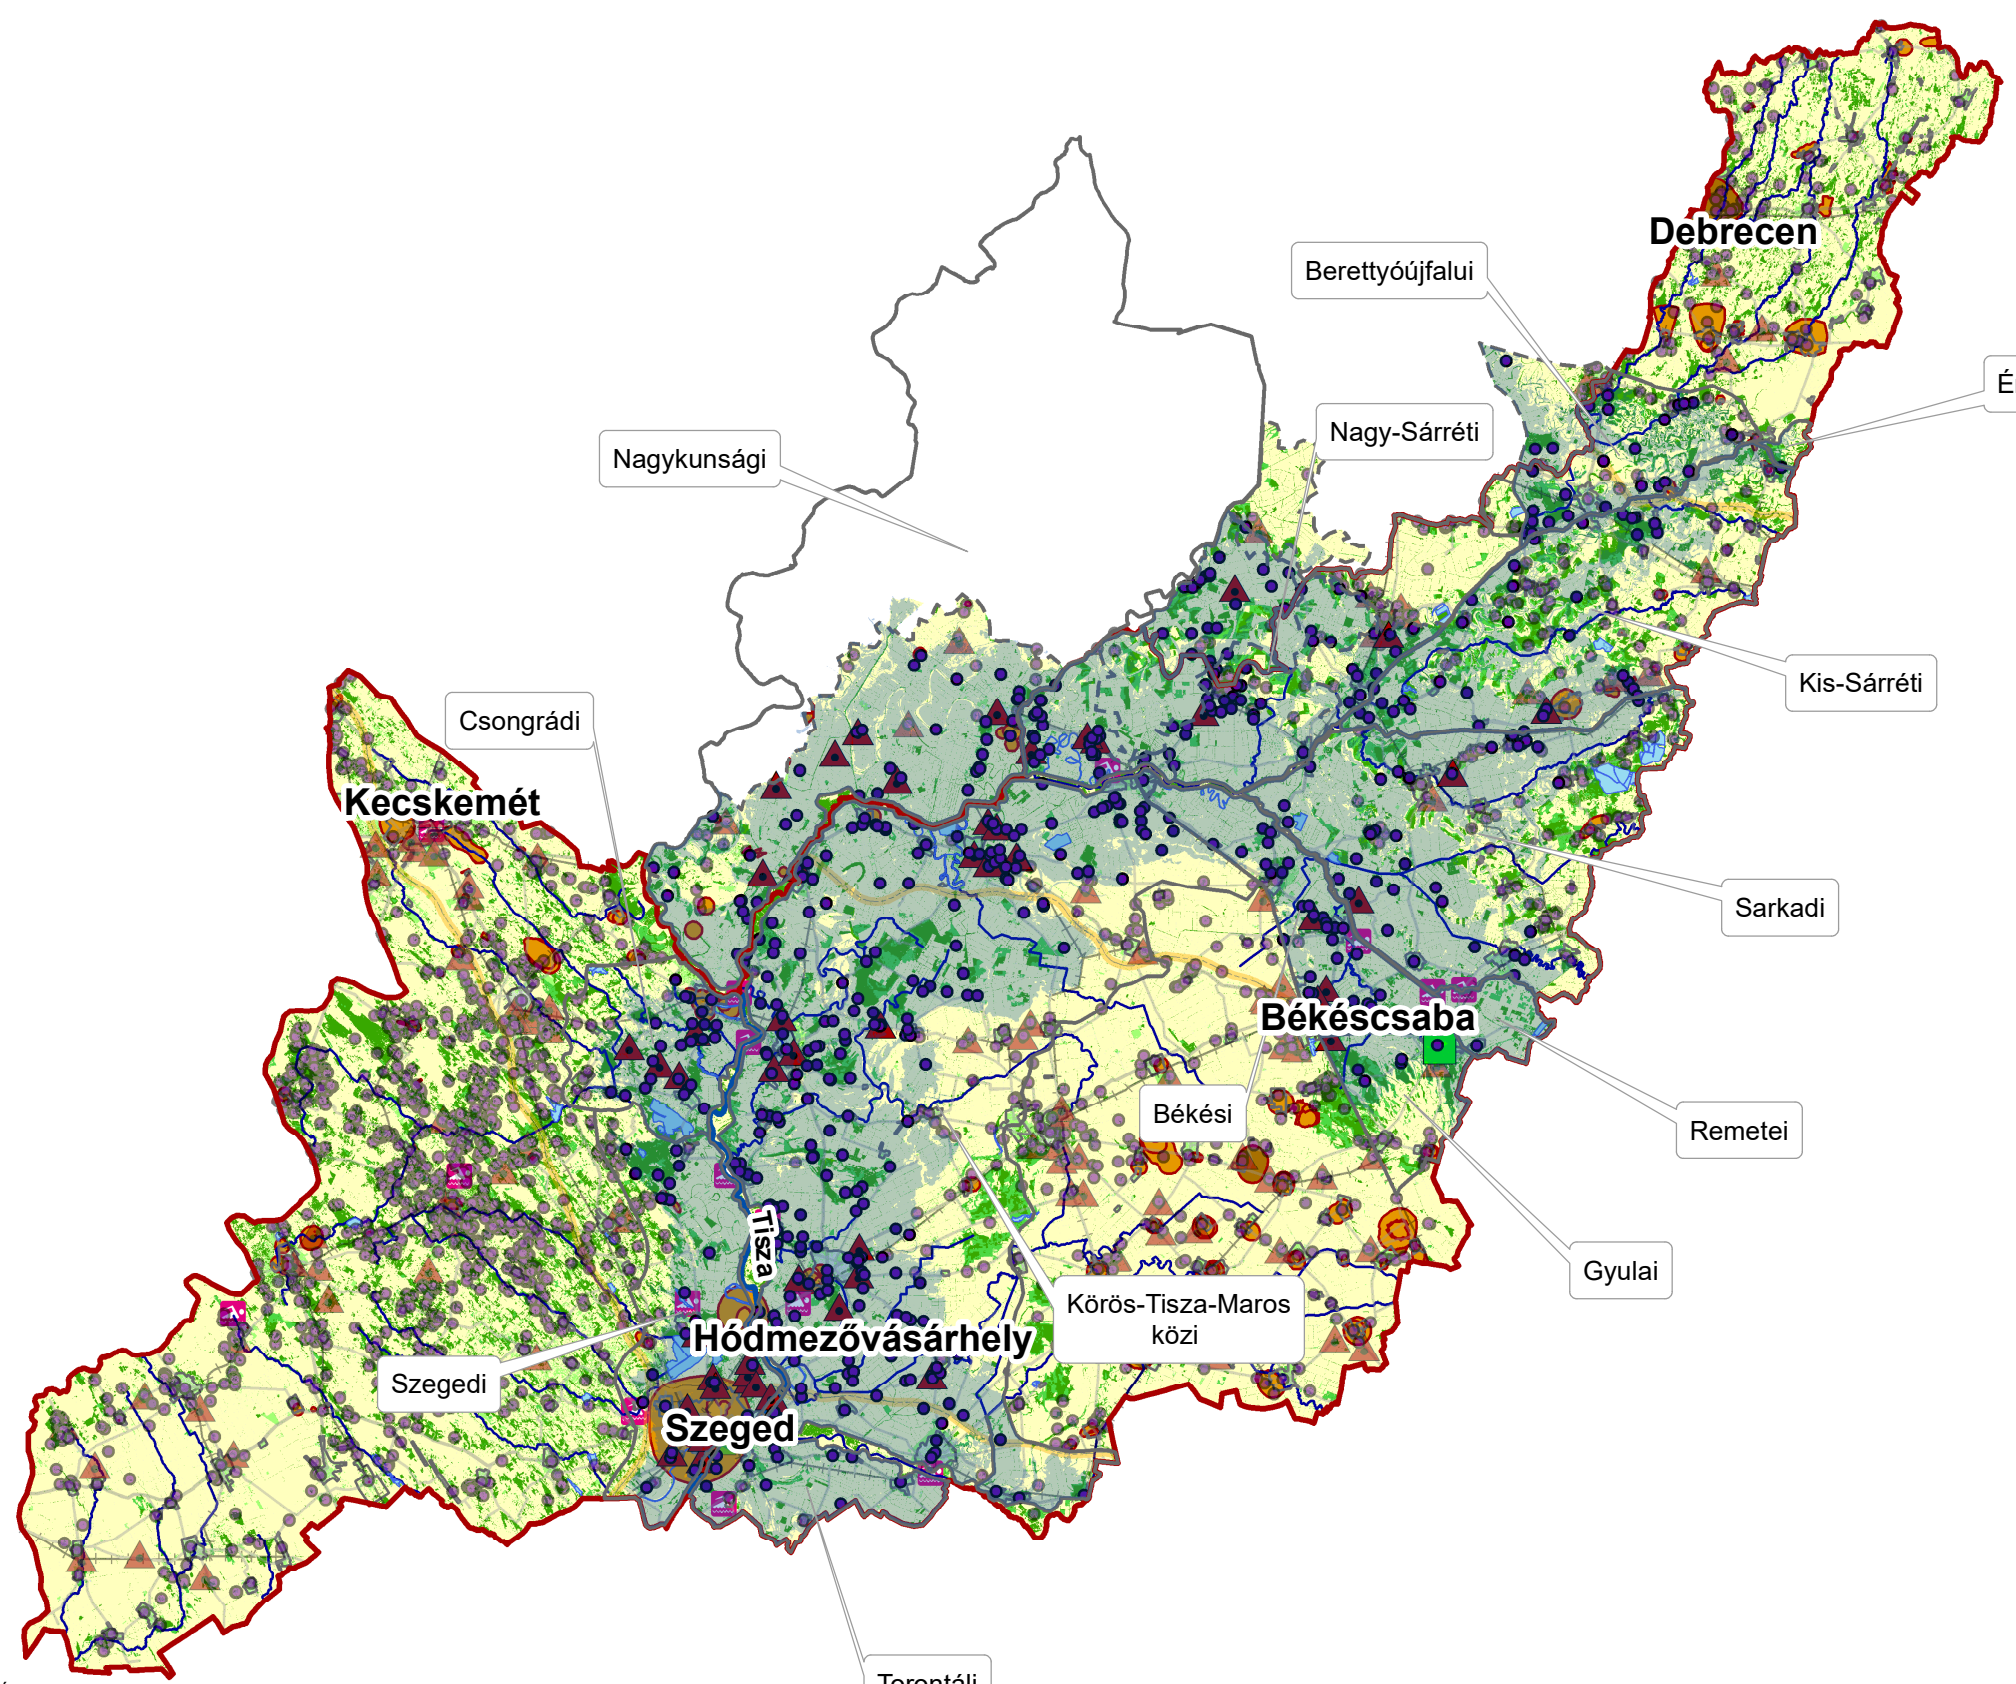 Debrecen
Berettyóújfalui
Nagy-Sárréti
Nagykunsági
Kis-Sárréti
Csongrádi
Kecskemét
Sarkadi
Békéscsaba
Békési
Remetei
Tisza
Gyulai
Körös-Tisza-Maros
közi
Hódmezővásárhely
Szegedi
Szeged
Torontáli